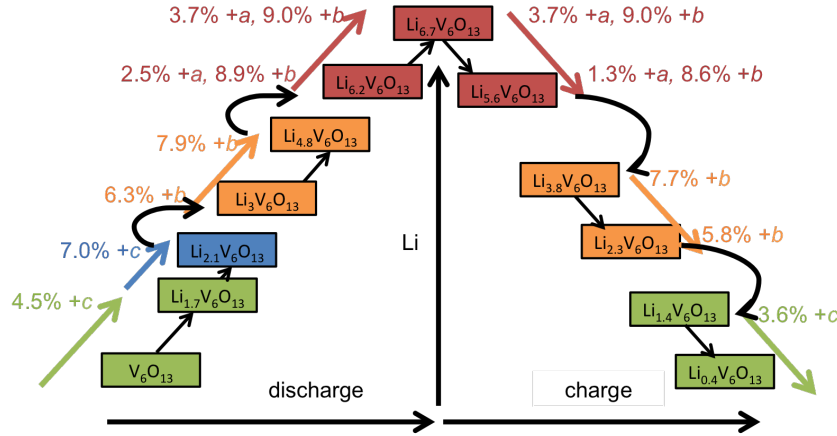 3.7% +a, 9.0% +b
Li₆.₇V₆O₁₃
3.7% +a, 9.0% +b
2.5% +a, 8.9% +b
Li₆.₂V₆O₁₃
Li₅.₆V₆O₁₃
1.3% +a, 8.6% +b
7.9% +b
Li₄.₈V₆O₁₃
6.3% +b
Li₃V₆O₁₃
Li₃.₈V₆O₁₃
7.7% +b
7.0% +c
Li₂.₁V₆O₁₃
Li
Li₂.₃V₆O₁₃
5.8% +b
4.5% +c
Li₁.₇V₆O₁₃
Li₁.₄V₆O₁₃
3.6% +c
V₆O₁₃
Li₀.₄V₆O₁₃
discharge
charge